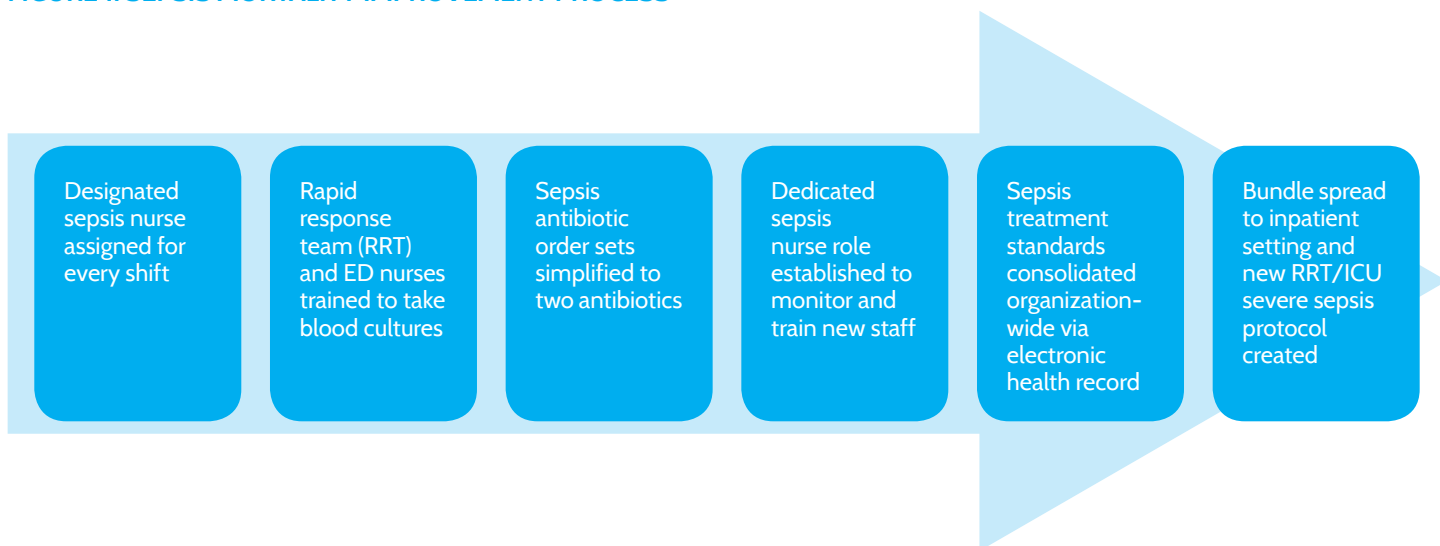 Designated
sepsis nurse
assigned for
every shift
Rapid
response
team (RRT)
and ED nurses
trained to take
blood cultures
Sepsis
antibiotic
order sets
simplified to
two antibiotics
Dedicated
sepsis
nurse role
established to
monitor and
train new staff
Sepsis
treatment
standards
consolidated
organization-
wide via
electronic
health record
Bundle spread
to inpatient
setting and
new RRT/ICU
severe sepsis
protocol
created